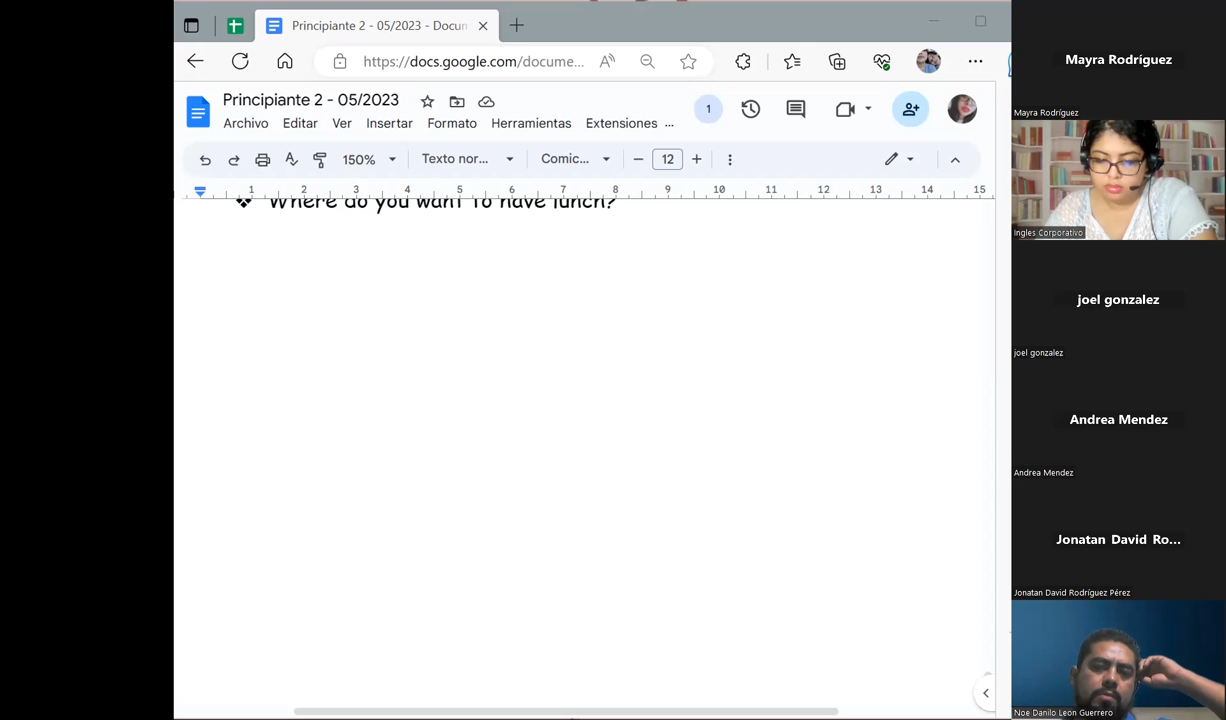 Principiante 2 - 05/2023 - Docun
https://docs.google.com/docume...
Principiante 2 - 05/2023
1
Archivo Editar Ver Insertar Formato Herramientas Extensiones ...
150% Texto nor... Comic... 12
1 2 3 4 5 6 7 8 9 10 11 12 13 14 15
Where do you want to have lunch?
Mayra Rodríguez
Mayra Rodríguez
Ingles Corporativo
joel gonzalez
joel gonzalez
Andrea Mendez
Andrea Mendez
Jonatan David Ro...
Jonatan David Rodríguez Pérez
Noe Danilo Leon Guerrero